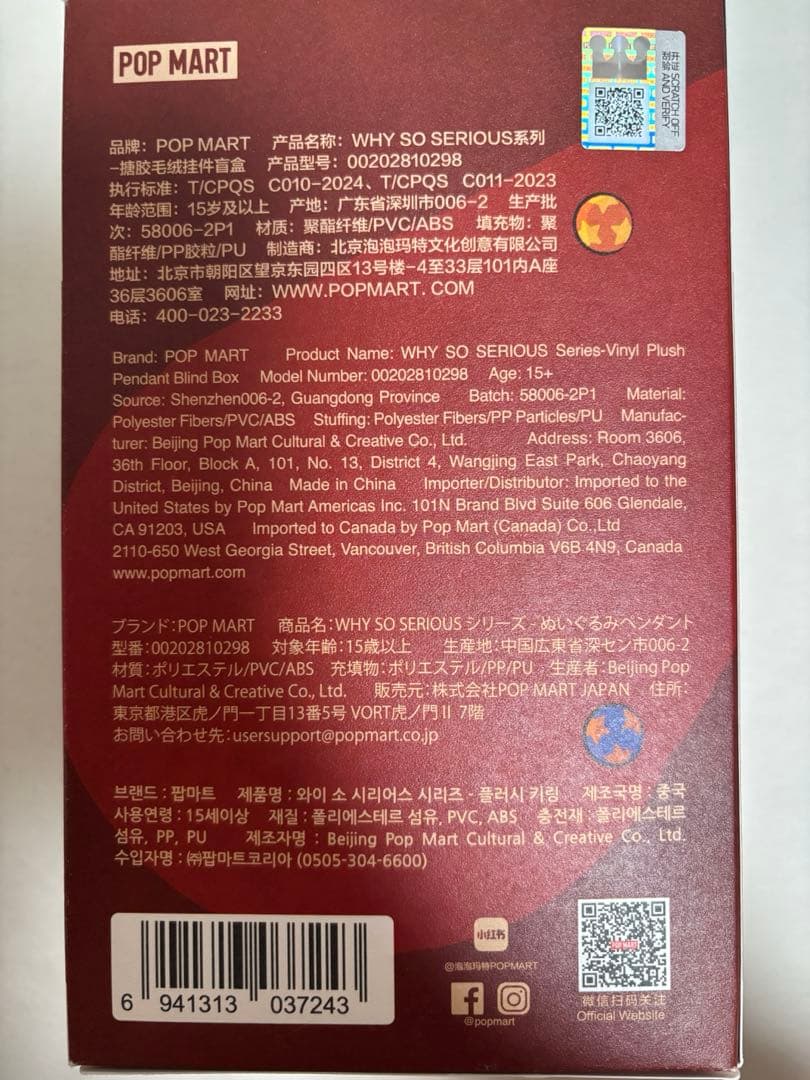 POP MART
开证 SCRATCH OFF
刮验 AND VERIFY
品牌：POP MART 产品名称：WHY SO SERIOUS系列
-搪胶毛绒挂件盲盒 产品型号：00202810298
执行标准：T/CPQS C010-2024、T/CPQS C011-2023
年龄范围：15岁及以上 产地：广东省深圳市006-2 生产批
次：58006-2P1 材质：聚酯纤维/PVC/ABS 填充物：聚
酯纤维/PP胶粒/PU 制造商：北京泡泡玛特文化创意有限公司
地址：北京市朝阳区望京东园四区13号楼-4至33层101内A座
36层3606室 网址：WWW.POPMART. COM
电话：400-023-2233
Brand: POP MART Product Name: WHY SO SERIOUS Series-Vinyl Plush
Pendant Blind Box Model Number: 00202810298 Age: 15+
Source: Shenzhen006-2, Guangdong Province Batch: 58006-2P1 Material:
Polyester Fibers/PVC/ABS Stuffing: Polyester Fibers/PP Particles/PU Manufac-
turer: Beijing Pop Mart Cultural & Creative Co., Ltd. Address: Room 3606,
36th Floor, Block A, 101, No. 13, District 4, Wangjing East Park, Chaoyang
District, Beijing, China Made in China Importer/Distributor: Imported to the
United States by Pop Mart Americas Inc. 101N Brand Blvd Suite 606 Glendale,
CA 91203, USA Imported to Canada by Pop Mart (Canada) Co.,Ltd
2110-650 West Georgia Street, Vancouver, British Columbia V6B 4N9, Canada
www.popmart.com
ブランド：POP MART 商品名：WHY SO SERIOUS シリーズ - ぬいぐるみペンダント
型番：00202810298 対象年齢：15歳以上 生産地：中国広東省深セン市006-2
材質：ポリエステル/PVC/ABS 充填物：ポリエステル/PP/PU 生産者：Beijing Pop
Mart Cultural & Creative Co., Ltd. 販売元：株式会社POP MART JAPAN 住所：
東京都港区虎ノ門一丁目13番5号 VORT虎ノ門Ⅱ 7階
お問い合わせ先：usersupport@popmart.co.jp
브랜드 : 팝마트 제품명 : 와이 소 시리어스 시리즈 - 플러시 키링 제조국명 : 중국
사용연령 : 15세이상 재질 : 폴리에스테르 섬유, PVC, ABS 충전재 : 폴리에스테르
섬유, PP, PU 제조자명 : Beijing Pop Mart Cultural & Creative Co., Ltd.
수입자명 : ㈜팝마트코리아 (0505-304-6600)
6 941313 037243
小红书
@泡泡玛特POPMART
@popmart
POP MART
微信扫码关注
Official Website